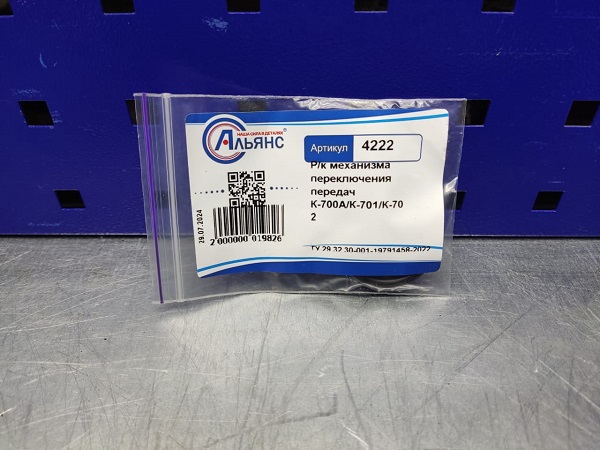 НАША СИЛА В ДЕТАЛЯХ
АЛЬЯНС®
Артикул 4222
Р/к механизма
переключения
передач
К-700А/К-701/К-70
2
29.07.2024
2 000000 019826
ТУ 29.32.30-001-19791458-2022